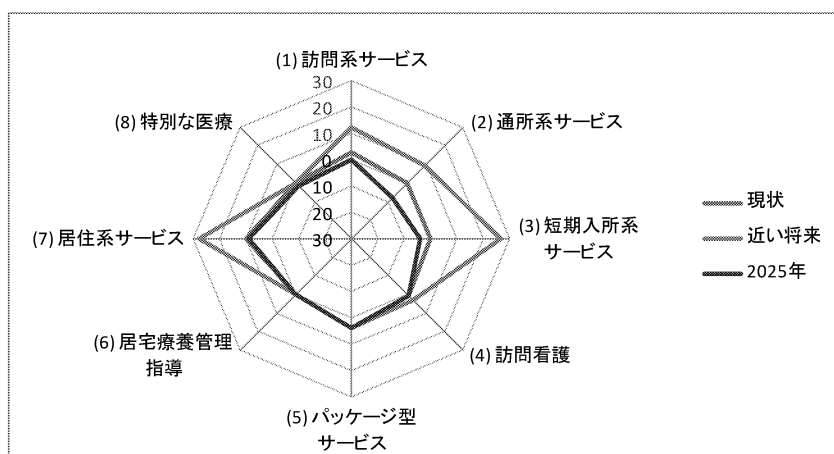 (1) 訪問系サービス
30
20
10
0
10
20
30
(2) 通所系サービス
(3) 短期入所系
サービス
(4) 訪問看護
(5) パッケージ型
サービス
(6) 居宅療養管理
指導
(7) 居住系サービス
(8) 特別な医療
現状
近い将来
2025年